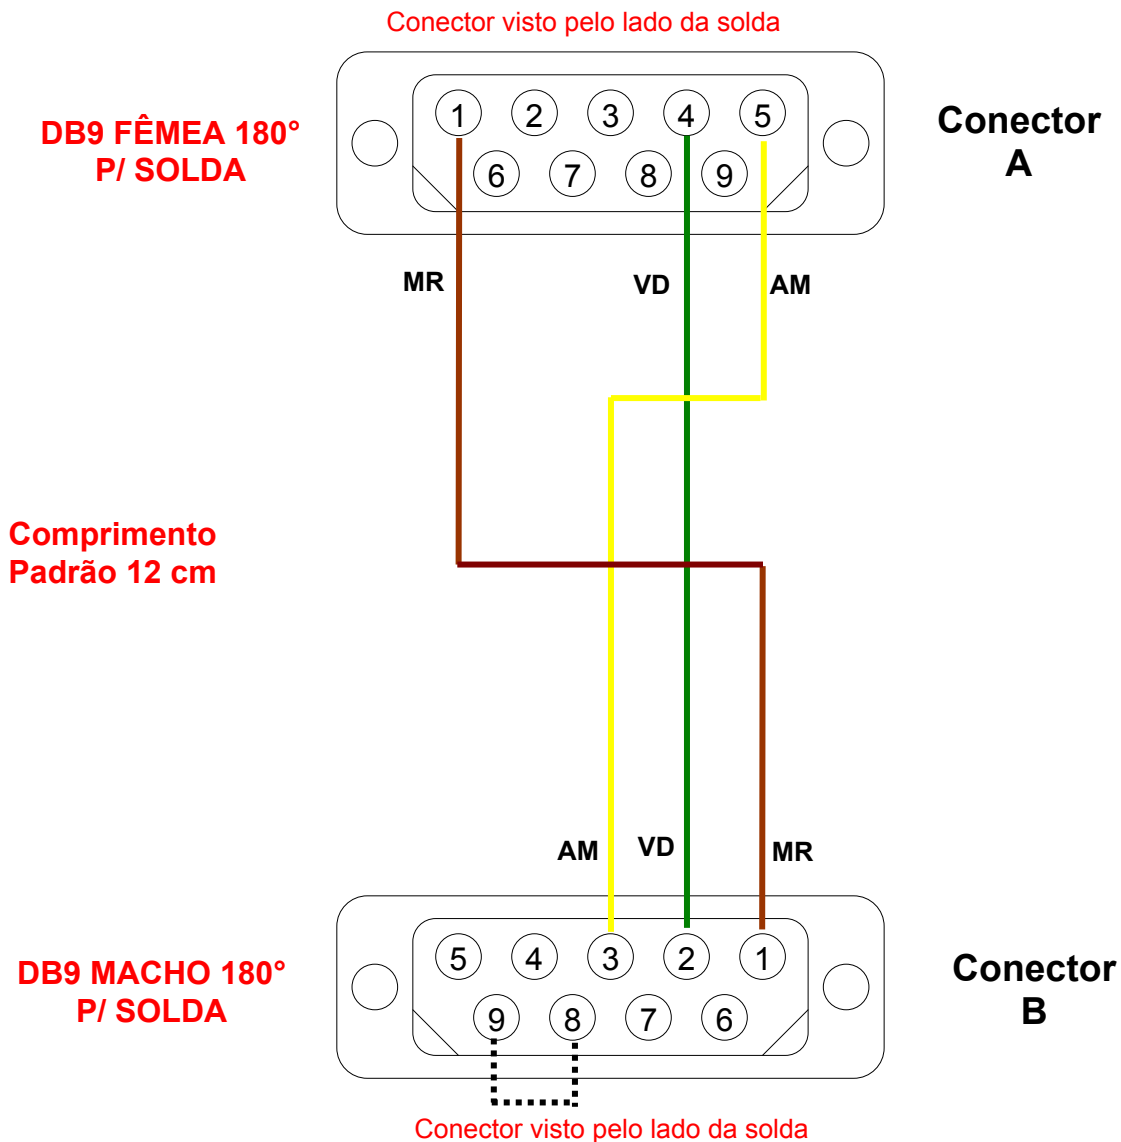 Conector visto pelo lado da solda
DB9 FÊMEA 180°
P/ SOLDA
Conector
A
1 2 3 4 5
6 7 8 9
MR VD AM
Comprimento
Padrão 12 cm
AM VD MR
DB9 MACHO 180°
P/ SOLDA
Conector
B
5 4 3 2 1
9 8 7 6
Conector visto pelo lado da solda